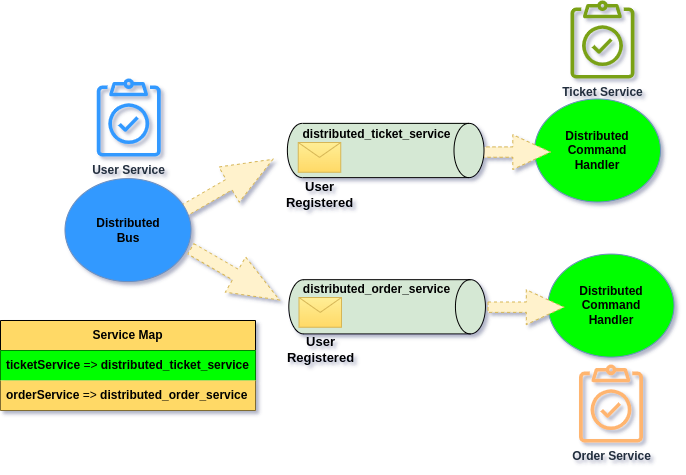 Ticket Service
User Service
Distributed
Bus
distributed_ticket_service
User
Registered
Distributed
Command
Handler
distributed_order_service
User
Registered
Distributed
Command
Handler
Service Map
ticketService => distributed_ticket_service
orderService => distributed_order_service
Order Service